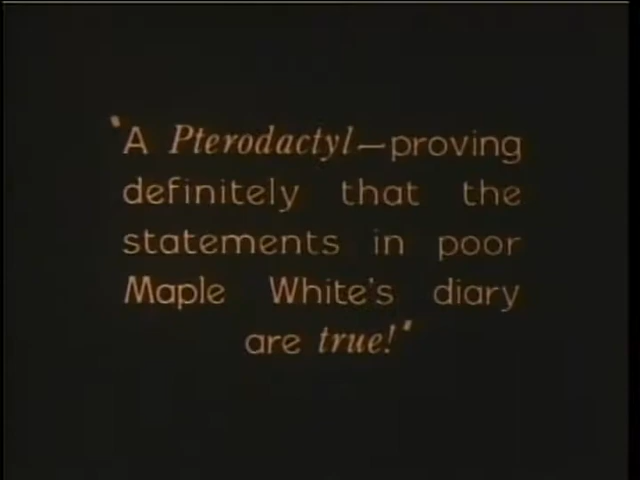 "A Pterodactyl—proving
definitely that the
statements in poor
Maple White's diary
are true!"